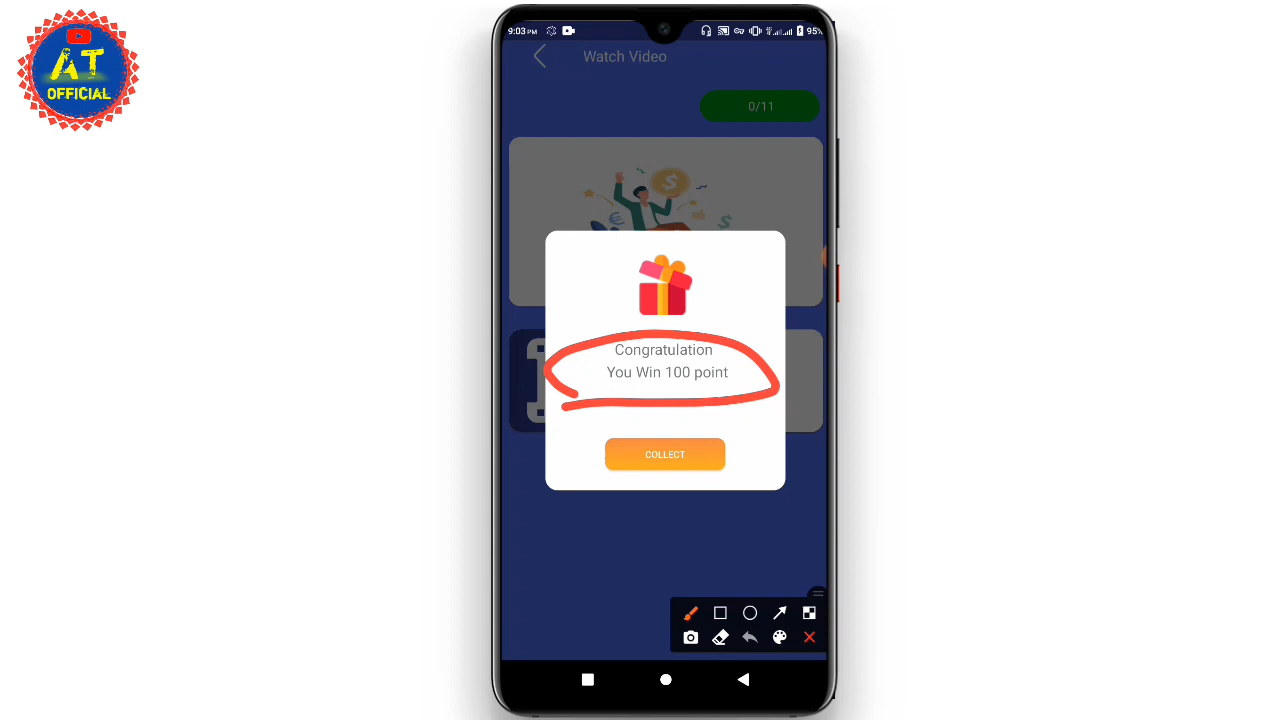 AT
OFFICIAL
9:03 PM
95%
Watch Video
0/11
Congratulation
You Win 100 point
COLLECT